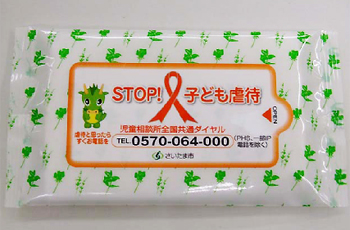 STOP! 子ども虐待
OPEN
虐待と思ったら
すぐお電話を
児童相談所全国共通ダイヤル
TEL 0570-064-000
(PHS、一部IP
電話を除く)
さいたま市